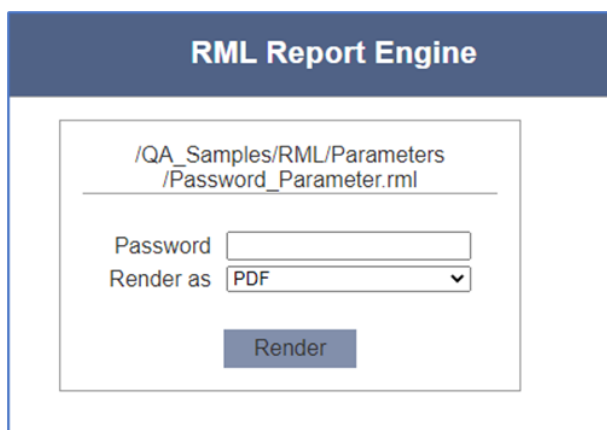 RML Report Engine
/QA_Samples/RML/Parameters
/Password_Parameter.rml
Password
Render as PDF
Render